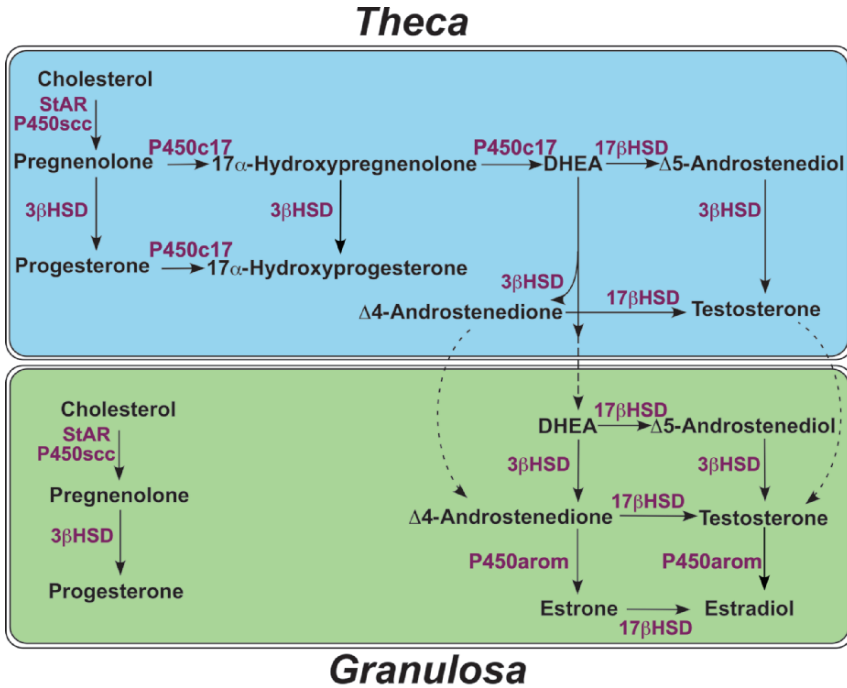 Theca
Cholesterol
StAR
P450scc
P450c17
P450c17
17βHSD
Pregnenolone
17α-Hydroxypregnenolone
DHEA
Δ5-Androstenediol
3βHSD
3βHSD
3βHSD
P450c17
Progesterone
17α-Hydroxyprogesterone
3βHSD
17βHSD
Δ4-Androstenedione
Testosterone
Cholesterol
StAR
P450scc
17βHSD
DHEA
Δ5-Androstenediol
3βHSD
3βHSD
Pregnenolone
17βHSD
Δ4-Androstenedione
Testosterone
3βHSD
P450arom
P450arom
Progesterone
Estrone
Estradiol
17βHSD
Granulosa